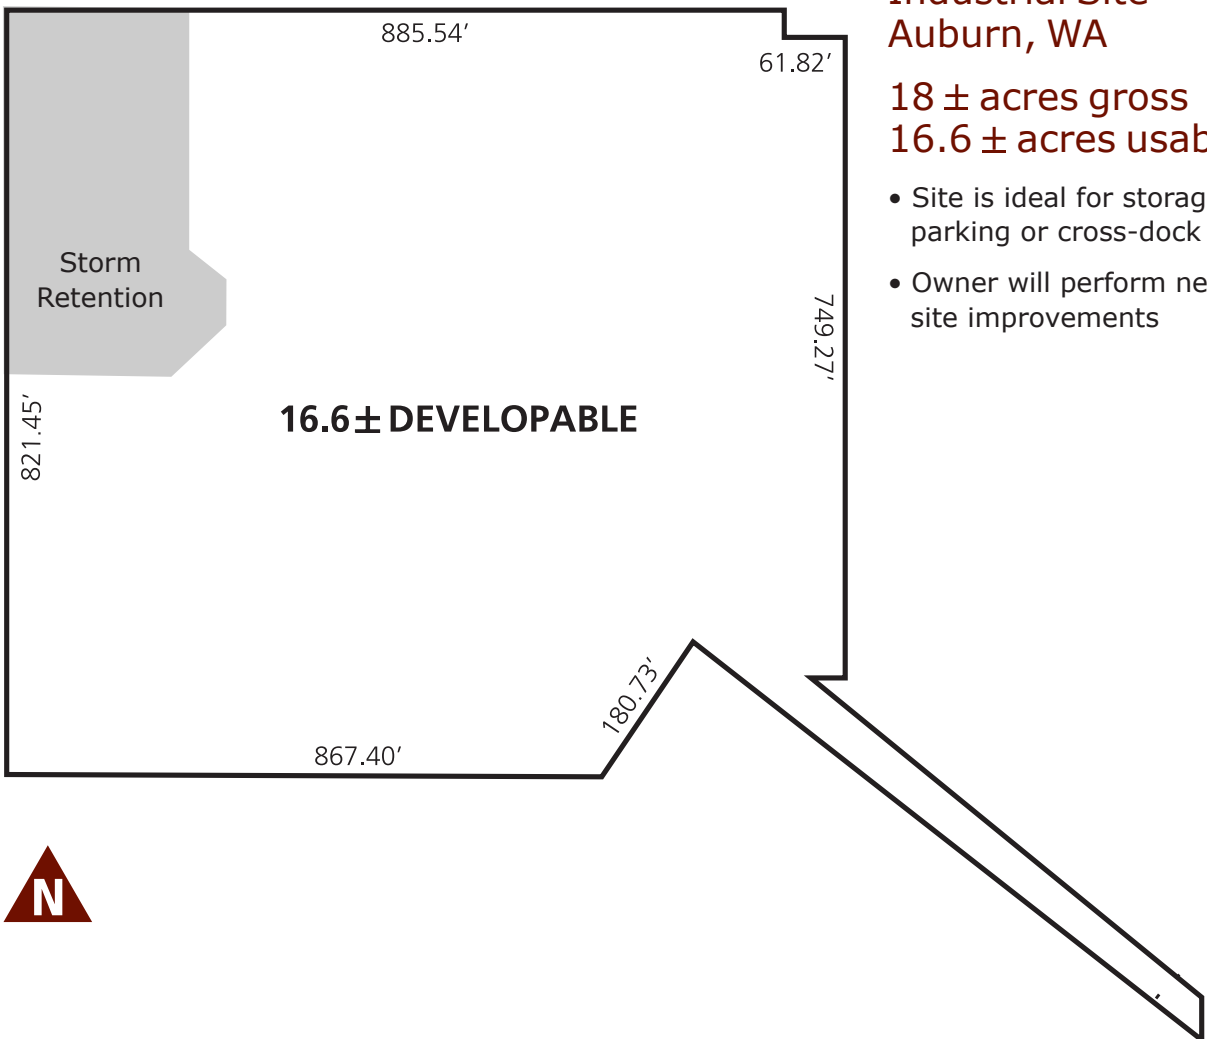 Auburn, WA
18 ± acres gross
16.6 ± acres
• Site is ideal for
parking or cross-dock
• Owner will perform
site improvements
885.54’
61.82’
Storm
Retention
749.27’
821.45’
16.6± DEVELOPABLE
180.73’
867.40’
N